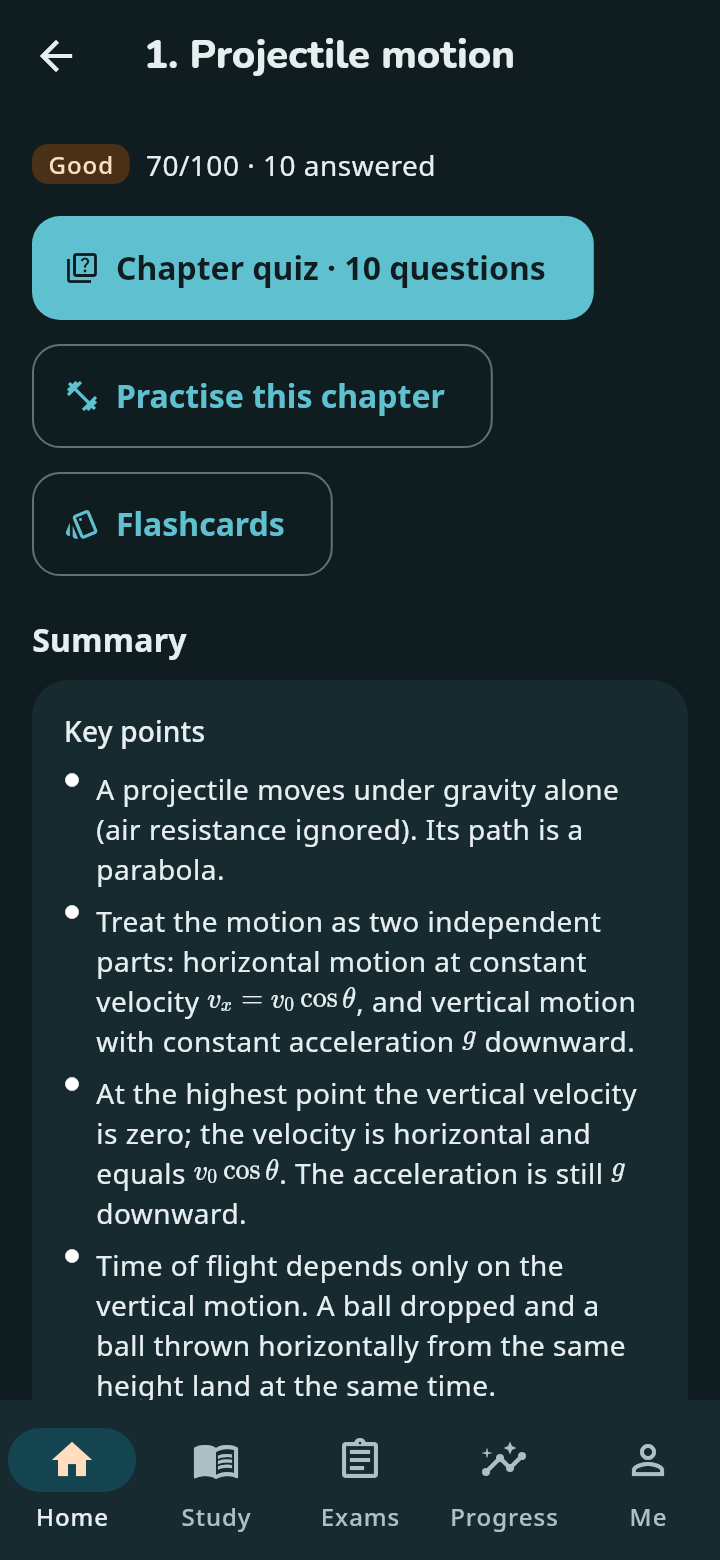 1. Projectile motion
Good 70/100 · 10 answered
Chapter quiz · 10 questions
Practise this chapter
Flashcards
Summary
Key points
• A projectile moves under gravity alone
(air resistance ignored). Its path is a
parabola.
• Treat the motion as two independent
parts: horizontal motion at constant
velocity vₓ = v₀ cos θ, and vertical motion
with constant acceleration g downward.
• At the highest point the vertical velocity
is zero; the velocity is horizontal and
equals v₀ cos θ. The acceleration is still g
downward.
• Time of flight depends only on the
vertical motion. A ball dropped and a
ball thrown horizontally from the same
height land at the same time.
Home Study Exams Progress Me